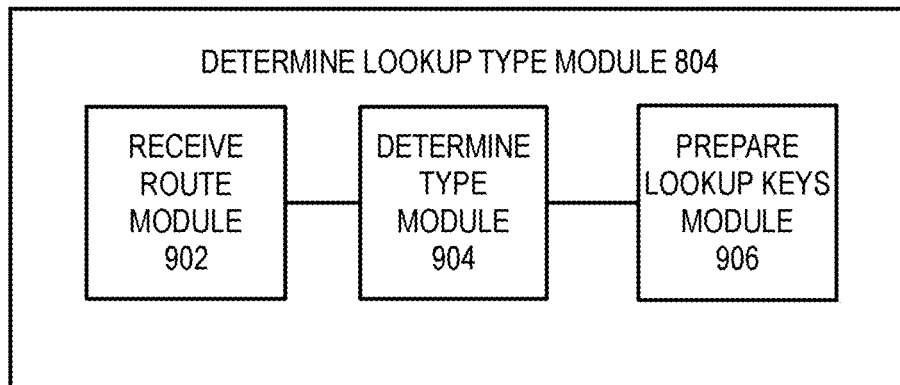 DETERMINE LOOKUP TYPE MODULE 804
RECEIVE
ROUTE
MODULE
902
DETERMINE
TYPE
MODULE
904
PREPARE
LOOKUP KEYS
MODULE
906